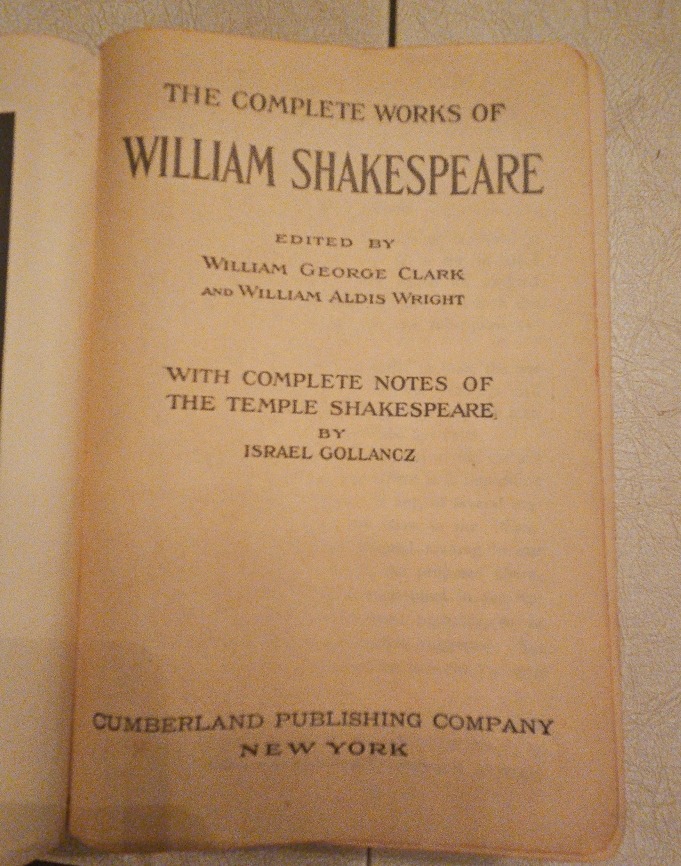 THE COMPLETE WORKS OF
WILLIAM SHAKESPEARE
EDITED BY
WILLIAM GEORGE CLARK
AND WILLIAM ALDIS WRIGHT
WITH COMPLETE NOTES OF
THE TEMPLE SHAKESPEARE
BY
ISRAEL GOLLANCZ
CUMBERLAND PUBLISHING COMPANY
NEW YORK